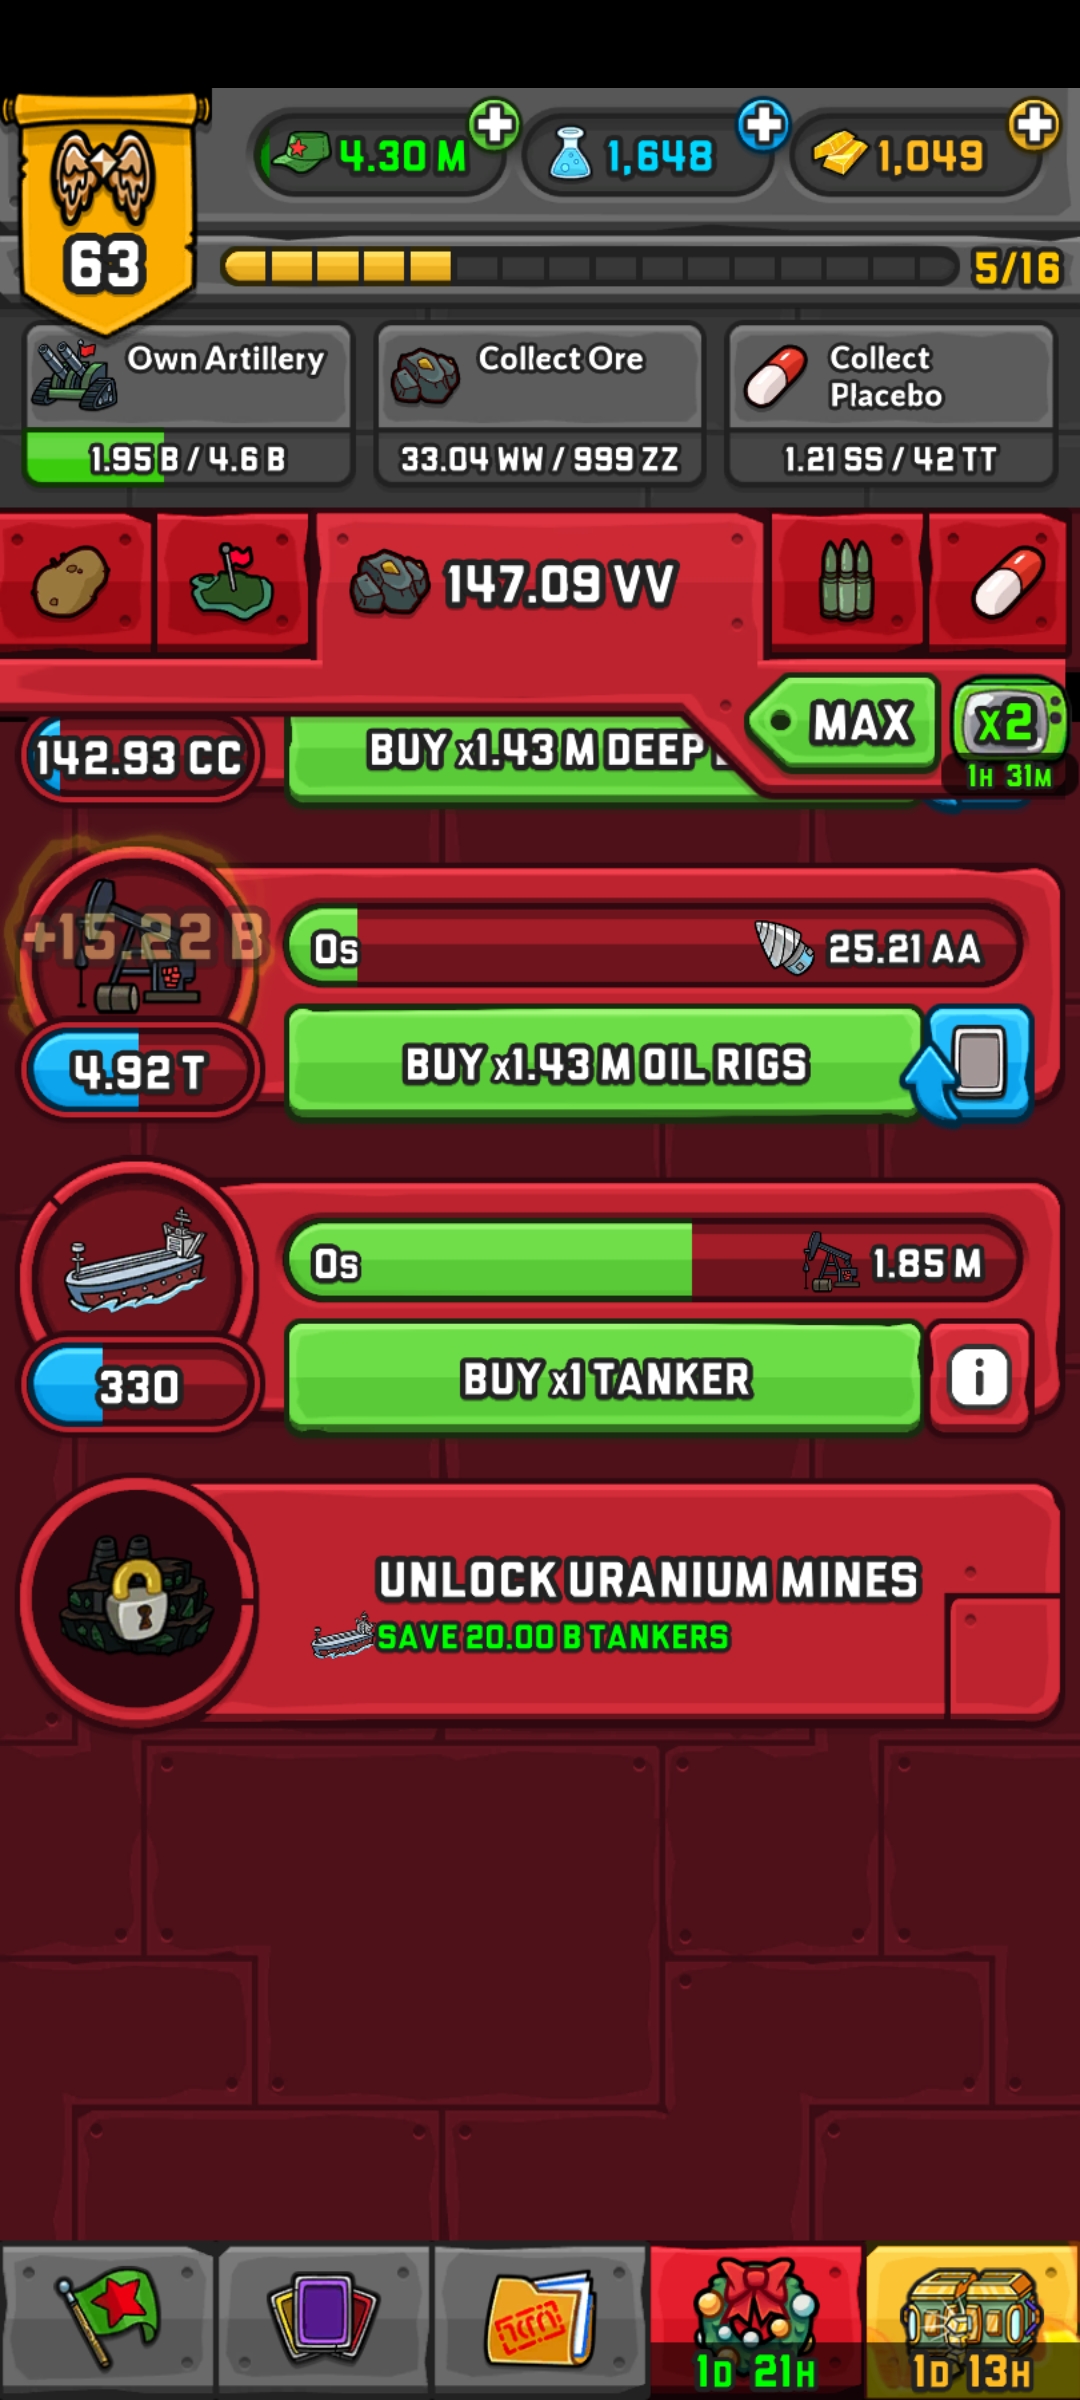 4.30 M
1,648
1,049
63
5/16
Own Artillery
Collect Ore
Collect
Placebo
1.95 B / 4.6 B
33.04 WW / 999 ZZ
1.21 SS / 42 TT
147.09 VV
MAX
x2
1H 31M
142.93 CC
BUY x1.43 M DEEP
+15.22 B
0s
25.21 AA
4.92 T
BUY x1.43 M OIL RIGS
0s
1.85 M
330
BUY x1 TANKER
i
UNLOCK URANIUM MINES
SAVE 20.00 B TANKERS
1D 21H
1D 13H